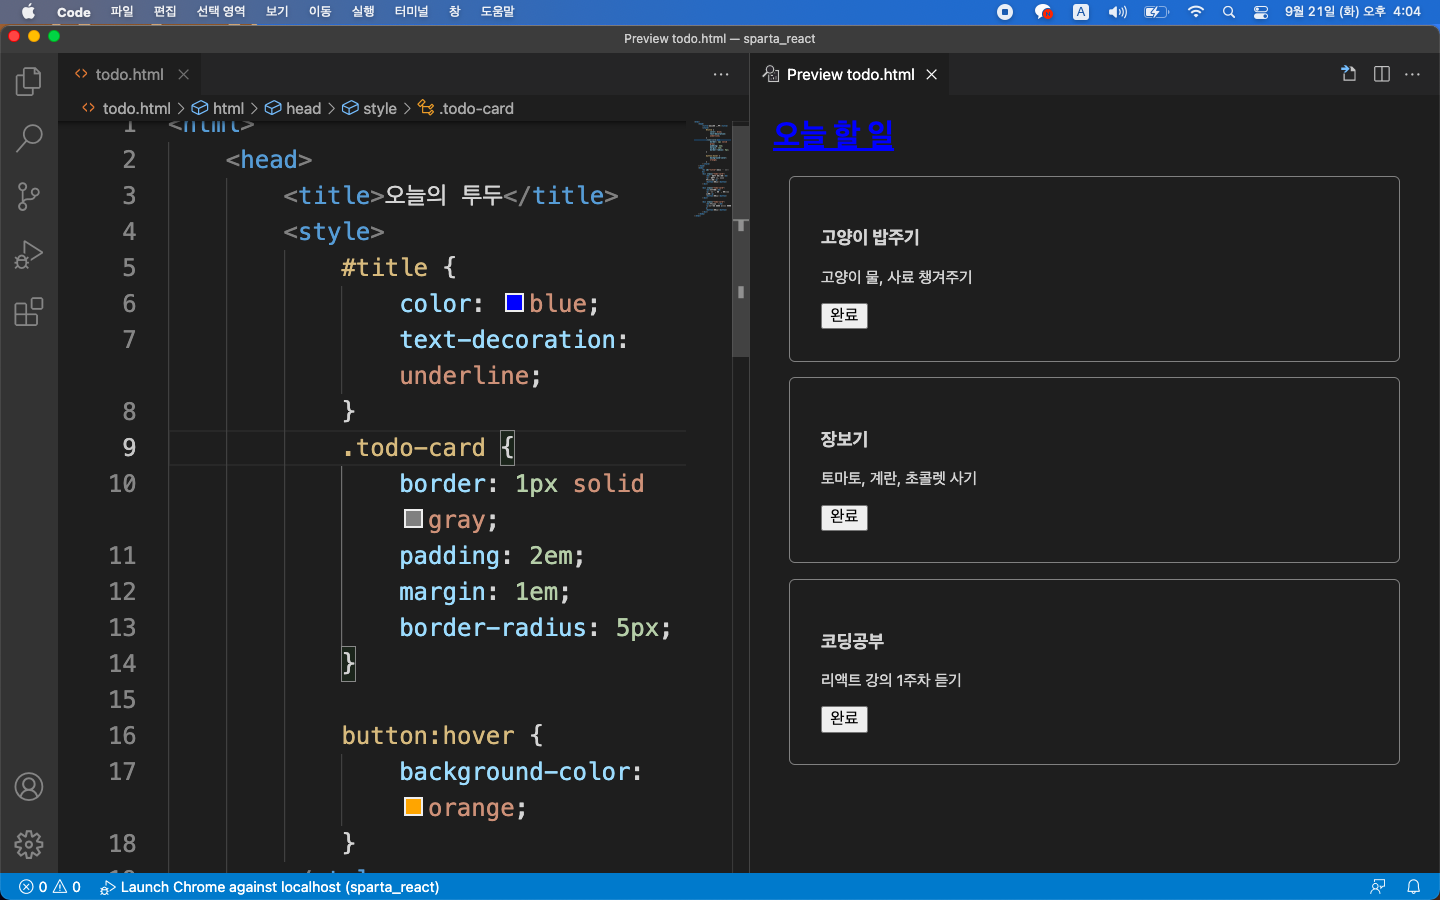 Code 파일 편집 선택 영역 보기 이동 실행 터미널 창 도움말 A 9월 21일 (화) 오후 4:04
Preview todo.html — sparta_react
todo.html
todo.html > html > head > style > .todo-card
1 <html>
2 <head>
3 <title>오늘의 투두</title>
4 <style>
5 #title {
6 color: blue;
7 text-decoration:
underline;
8 }
9 .todo-card {
10 border: 1px solid
gray;
11 padding: 2em;
12 margin: 1em;
13 border-radius: 5px;
14 }
15
16 button:hover {
17 background-color:
orange;
18 }
Preview todo.html
오늘 할 일
고양이 밥주기
고양이 물, 사료 챙겨주기
완료
장보기
토마토, 계란, 초콜렛 사기
완료
코딩공부
리액트 강의 1주차 듣기
완료
0 0 Launch Chrome against localhost (sparta_react)